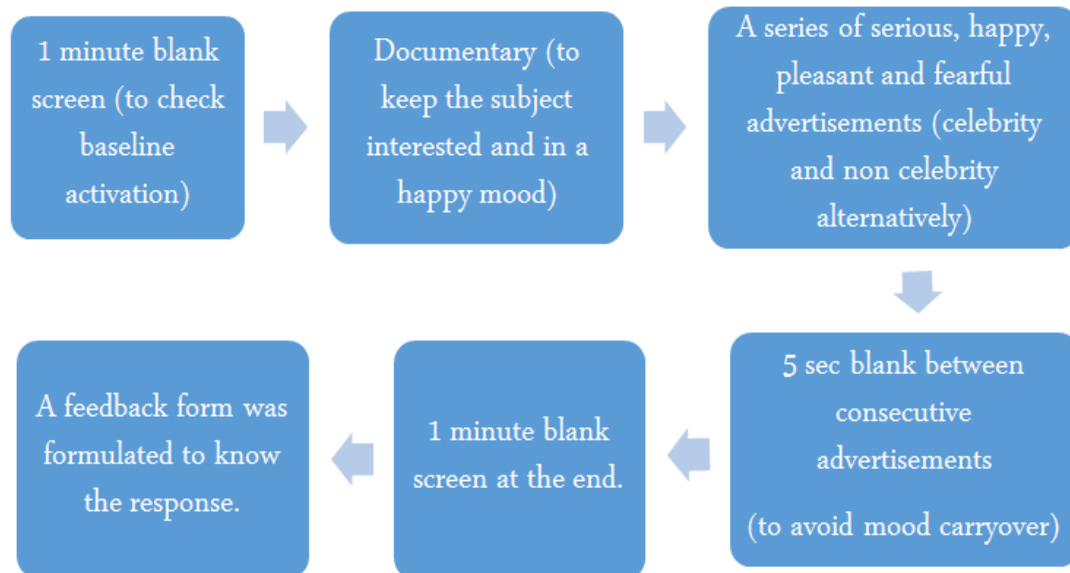 1 minute blank
screen (to check
baseline
activation)
Documentary (to
keep the subject
interested and in a
happy mood)
A series of serious, happy,
pleasant and fearful
advertisements (celebrity
and non celebrity
alternatively)
5 sec blank between
consecutive
advertisements
(to avoid mood carryover)
1 minute blank
screen at the end.
A feedback form was
formulated to know
the response.